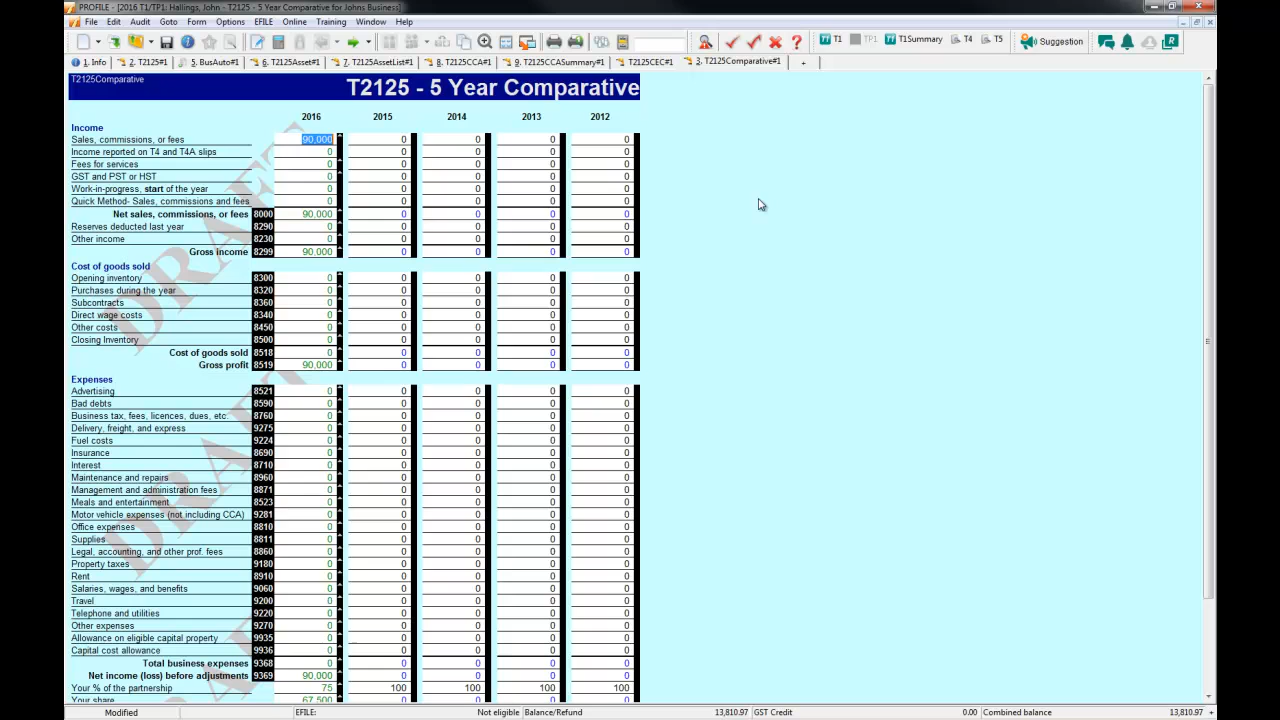 PROFILE - [2016 T1/TP1: Hallings, John - T2125 - 5 Year Comparative for Johns Business]
File Edit Audit Goto Form Options EFILE Online Training Window Help
T1 TP1 T1Summary T4 T5 Suggestion
1. Info 2. T2125#1 5. BusAuto#1 6. T2125Asset#1 7. T2125AssetList#1 8. T2125CCA#1 9. T2125CCASummary#1 T2125CEC#1 3. T2125Comparative#1 +
T2125Comparative
T2125 - 5 Year Comparative
2016 2015 2014 2013 2012
Income
Sales, commissions, or fees 90,000 0 0 0 0
Income reported on T4 and T4A slips 0 0 0 0 0
Fees for services 0 0 0 0 0
GST and PST or HST 0 0 0 0 0
Work-in-progress, start of the year 0 0 0 0 0
Quick Method- Sales, commissions and fees 0 0 0 0 0
Net sales, commissions, or fees 8000 90,000 0 0 0 0
Reserves deducted last year 8290 0 0 0 0 0
Other income 8230 0 0 0 0 0
Gross income 8299 90,000 0 0 0 0
Cost of goods sold
Opening inventory 8300 0 0 0 0 0
Purchases during the year 8320 0 0 0 0 0
Subcontracts 8360 0 0 0 0 0
Direct wage costs 8340 0 0 0 0 0
Other costs 8450 0 0 0 0 0
Closing Inventory 8500 0 0 0 0 0
Cost of goods sold 8518 0 0 0 0 0
Gross profit 8519 90,000 0 0 0 0
Expenses
Advertising 8521 0 0 0 0 0
Bad debts 8590 0 0 0 0 0
Business tax, fees, licences, dues, etc. 8760 0 0 0 0 0
Delivery, freight, and express 9275 0 0 0 0 0
Fuel costs 9224 0 0 0 0 0
Insurance 8690 0 0 0 0 0
Interest 8710 0 0 0 0 0
Maintenance and repairs 8960 0 0 0 0 0
Management and administration fees 8871 0 0 0 0 0
Meals and entertainment 8523 0 0 0 0 0
Motor vehicle expenses (not including CCA) 9281 0 0 0 0 0
Office expenses 8810 0 0 0 0 0
Supplies 8811 0 0 0 0 0
Legal, accounting, and other prof. fees 8860 0 0 0 0 0
Property taxes 9180 0 0 0 0 0
Rent 8910 0 0 0 0 0
Salaries, wages, and benefits 9060 0 0 0 0 0
Travel 9200 0 0 0 0 0
Telephone and utilities 9220 0 0 0 0 0
Other expenses 9270 0 0 0 0 0
Allowance on eligible capital property 9935 0 0 0 0 0
Capital cost allowance 9936 0 0 0 0 0
Total business expenses 9368 0 0 0 0 0
Net income (loss) before adjustments 9369 90,000 0 0 0 0
Your % of the partnership 75 100 100 100 100
Your share 67,500 0 0 0 0
DRAFT
DRAFT
Modified EFILE: Not eligible Balance/Refund 13,810.97 GST Credit 0.00 Combined balance 13,810.97 +